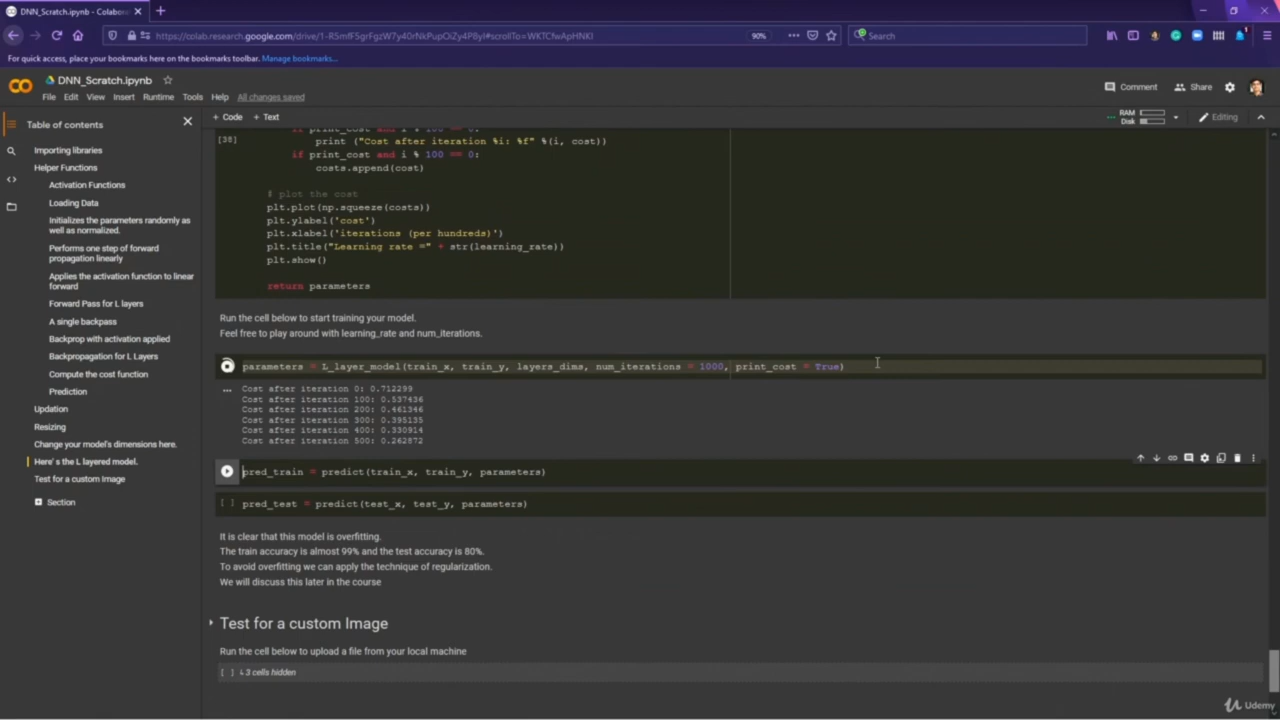 DNN_Scratch.ipynb - Colabora
https://colab.research.google.com/drive/1-R5mfF5grFgzW7y40rNkPupOiZy4P8yI#scrollTo=WKTCfwApHNKI
90%
Search
For quick access, place your bookmarks here on the bookmarks toolbar. Manage bookmarks...
DNN_Scratch.ipynb
File Edit View Insert Runtime Tools Help All changes saved
Comment
Share
+ Code + Text
RAM
Disk
Editing
Table of contents
Importing libraries
Helper Functions
Activation Functions
Loading Data
Initializes the parameters randomly as
well as normalized.
Performs one step of forward
propagation linearly
Applies the activation function to linear
forward
Forward Pass for L layers
A single backpass
Backprop with activation applied
Backpropagation for L Layers
Compute the cost function
Prediction
Updation
Resizing
Change your model's dimensions here.
Here' s the L layered model.
Test for a custom Image
Section
if print_cost and i % 100 == 0:
[38]
print ("Cost after iteration %i: %f" %(i, cost))
if print_cost and i % 100 == 0:
costs.append(cost)
# plot the cost
plt.plot(np.squeeze(costs))
plt.ylabel('cost')
plt.xlabel('iterations (per hundreds)')
plt.title("Learning rate =" + str(learning_rate))
plt.show()
return parameters
Run the cell below to start training your model.
Feel free to play around with learning_rate and num_iterations.
parameters = L_layer_model(train_x, train_y, layers_dims, num_iterations = 1000, print_cost = True)
Cost after iteration 0: 0.712299
Cost after iteration 100: 0.537436
Cost after iteration 200: 0.461346
Cost after iteration 300: 0.395135
Cost after iteration 400: 0.330914
Cost after iteration 500: 0.262872
pred_train = predict(train_x, train_y, parameters)
[ ] pred_test = predict(test_x, test_y, parameters)
It is clear that this model is overfitting.
The train accuracy is almost 99% and the test accuracy is 80%.
To avoid overfitting we can apply the technique of regularization.
We will discuss this later in the course
Test for a custom Image
Run the cell below to upload a file from your local machine
[ ] ↳ 3 cells hidden
Udemy